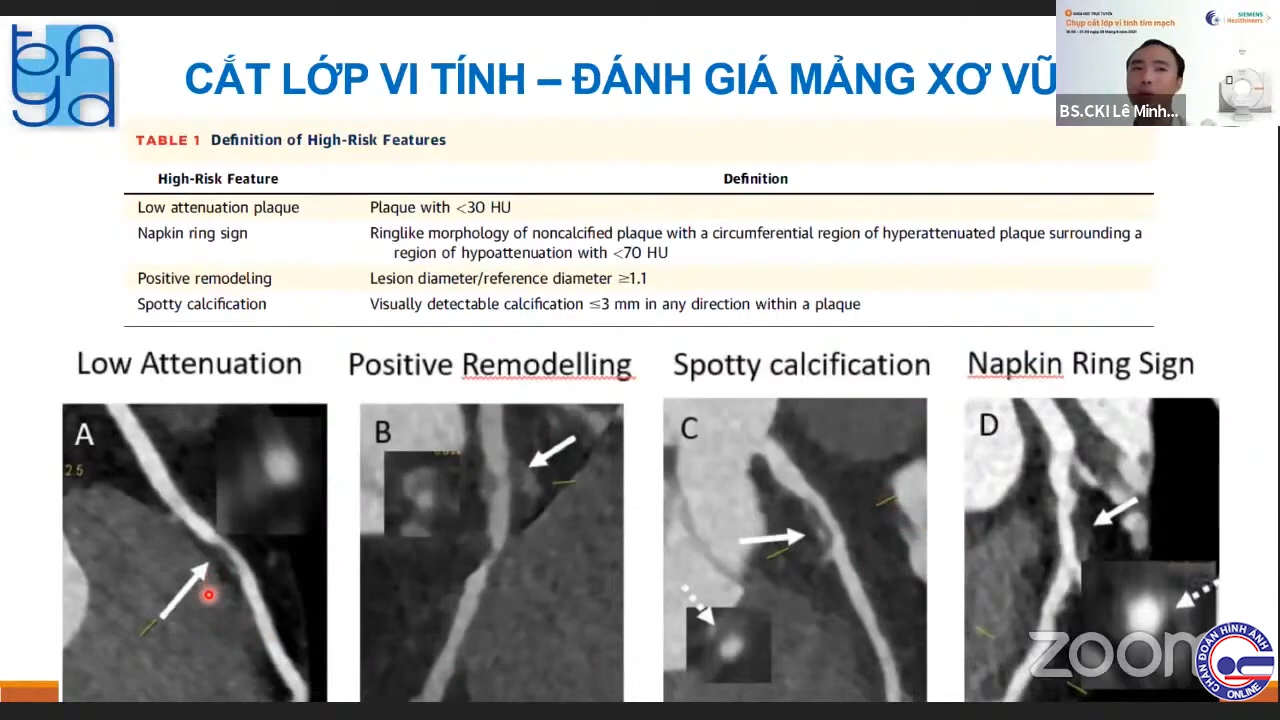 KHOA HỌC TRỰC TUYẾN
Chụp cắt lớp vi tính tim mạch
SIEMENS
Healthineers
BS.CKI Lê Minh...
CẮT LỚP VI TÍNH – ĐÁNH GIÁ MẢNG XƠ VŨ
TABLE 1 Definition of High-Risk Features
High-Risk Feature Definition
Low attenuation plaque Plaque with <30 HU
Napkin ring sign Ringlike morphology of noncalcified plaque with a circumferential region of hyperattenuated plaque surrounding a
region of hypoattenuation with <70 HU
Positive remodeling Lesion diameter/reference diameter ≥1.1
Spotty calcification Visually detectable calcification ≤3 mm in any direction within a plaque
Low Attenuation Positive Remodelling Spotty calcification Napkin Ring Sign
A B C D
2.5
zoom
CHẨN ĐOÁN HÌNH ẢNH
ONLINE